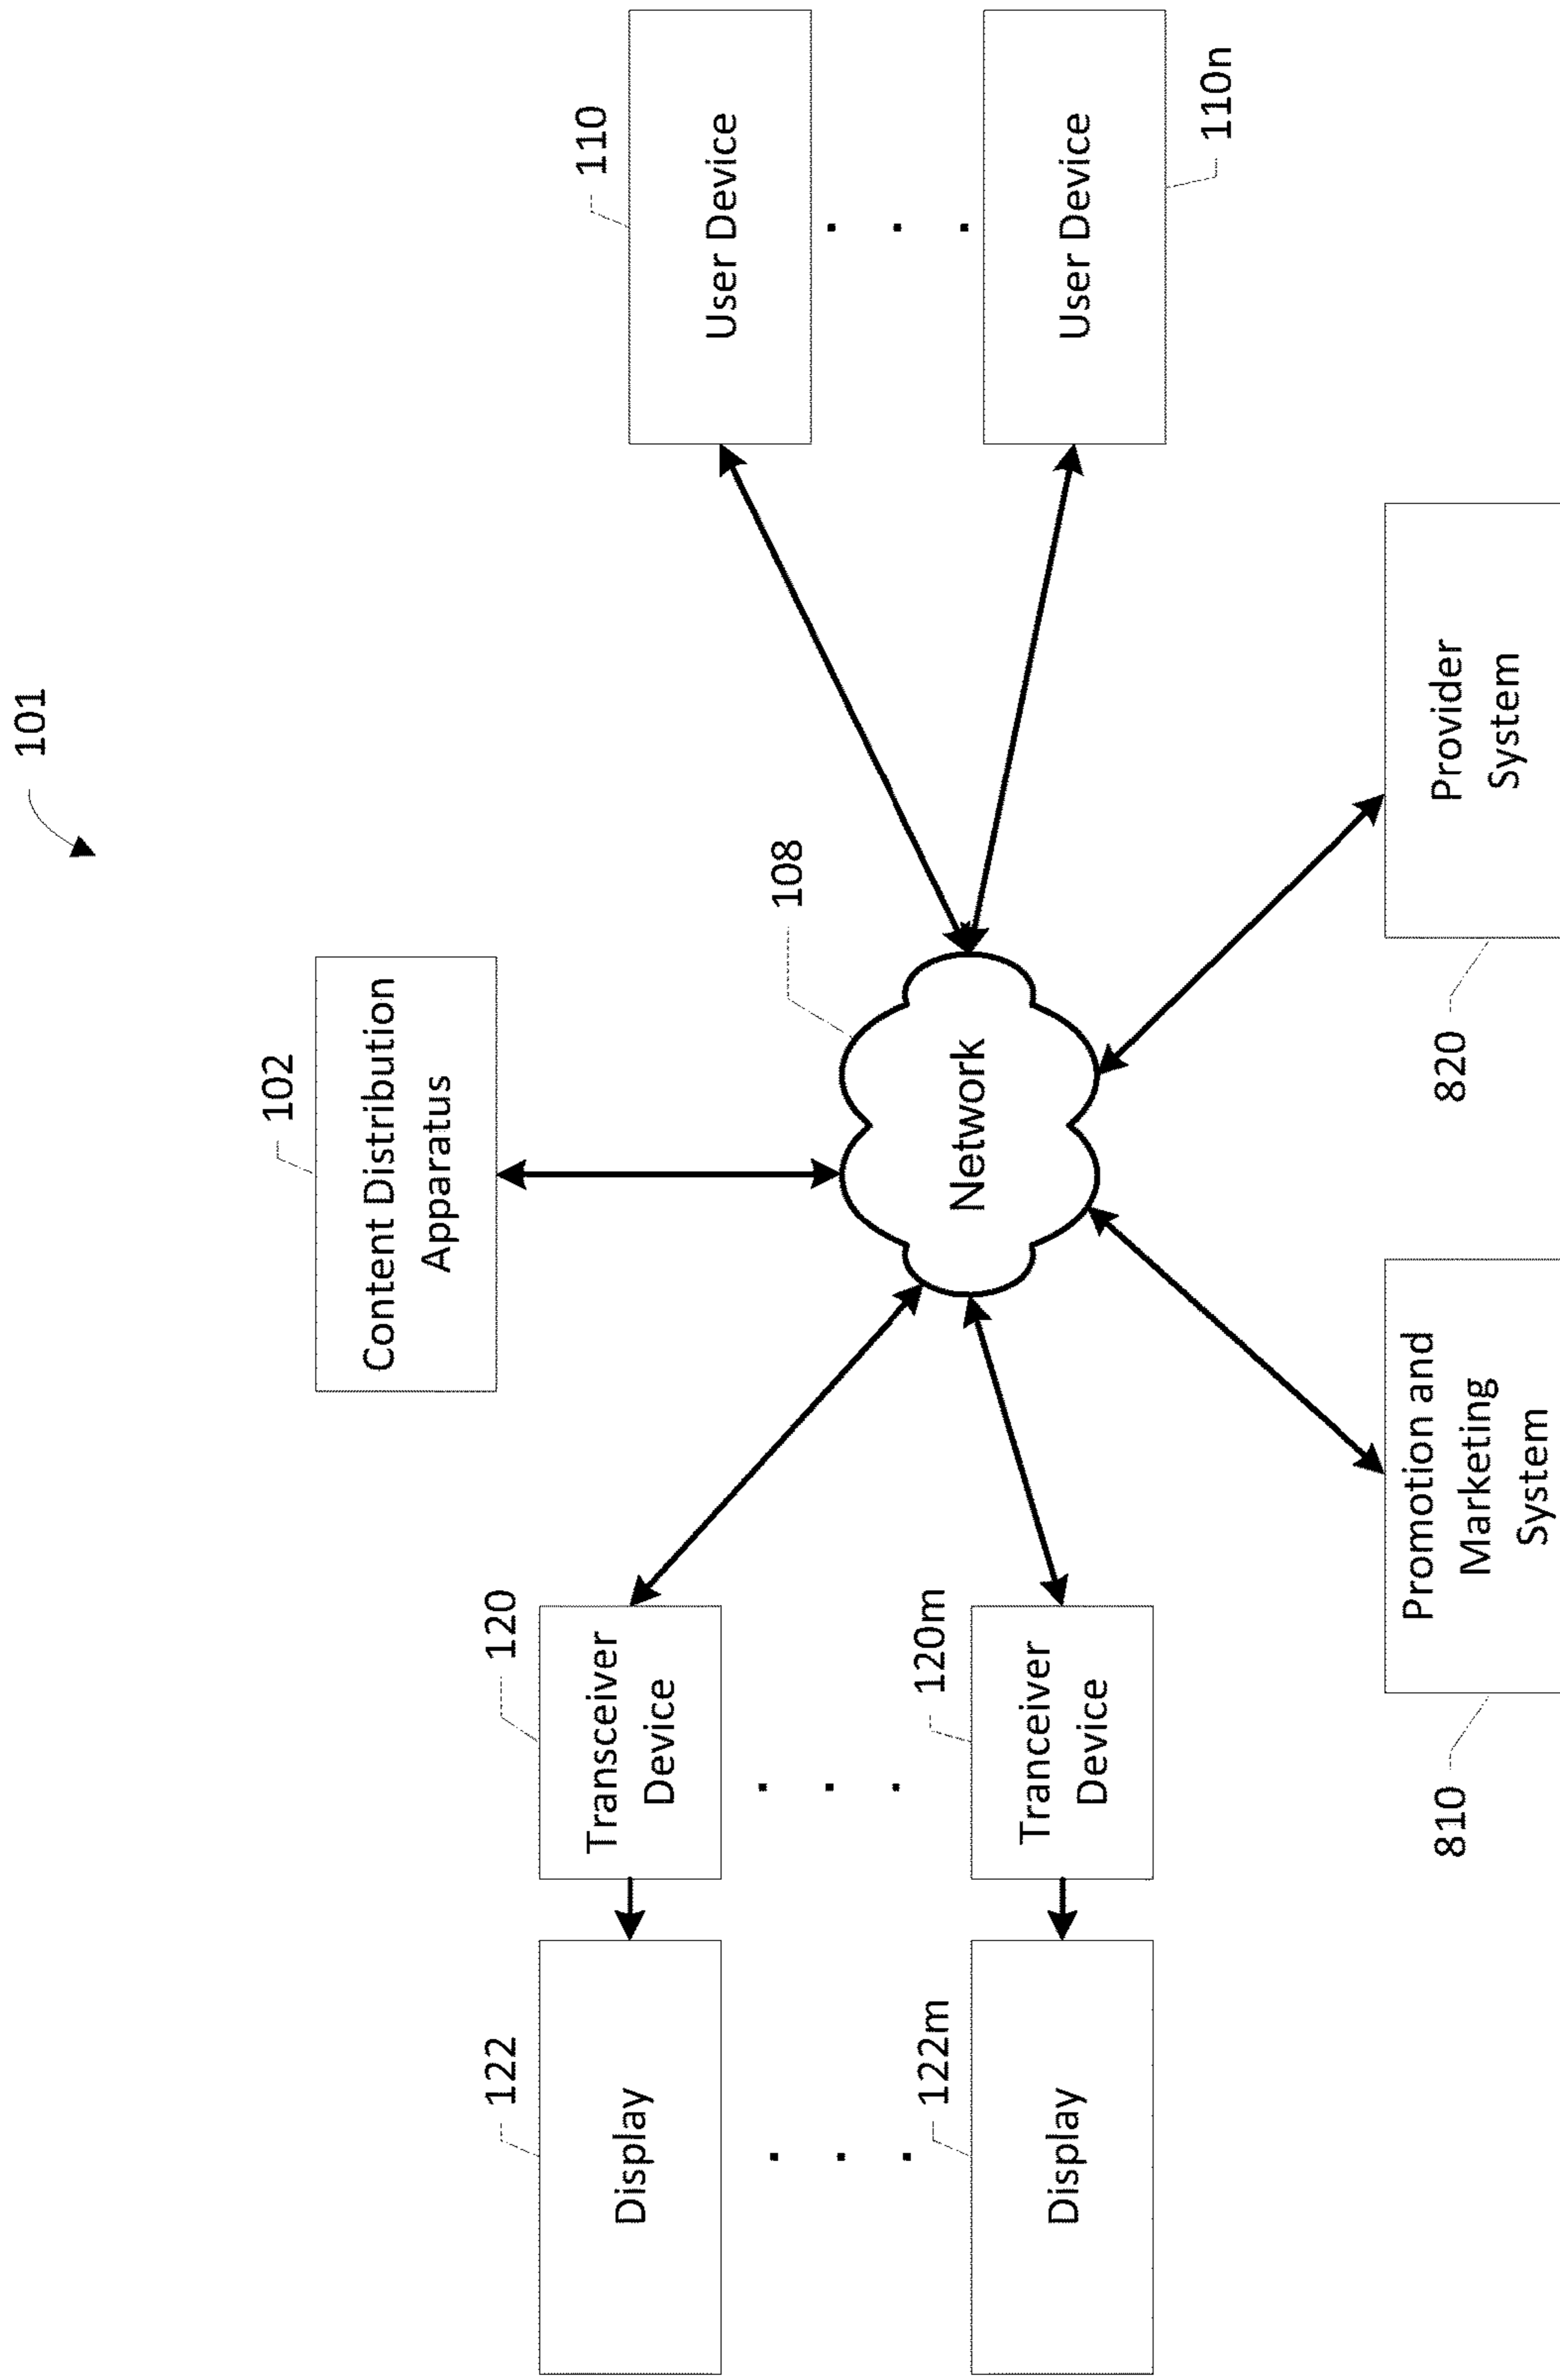 101
102
Content Distribution
Apparatus
122
Display
120
Transceiver
Device
108
Network
110
User Device
. . .
. . .
. . .
122m
Display
120m
Tranceiver
Device
110n
User Device
810
Promotion and
Marketing
System
820
Provider
System